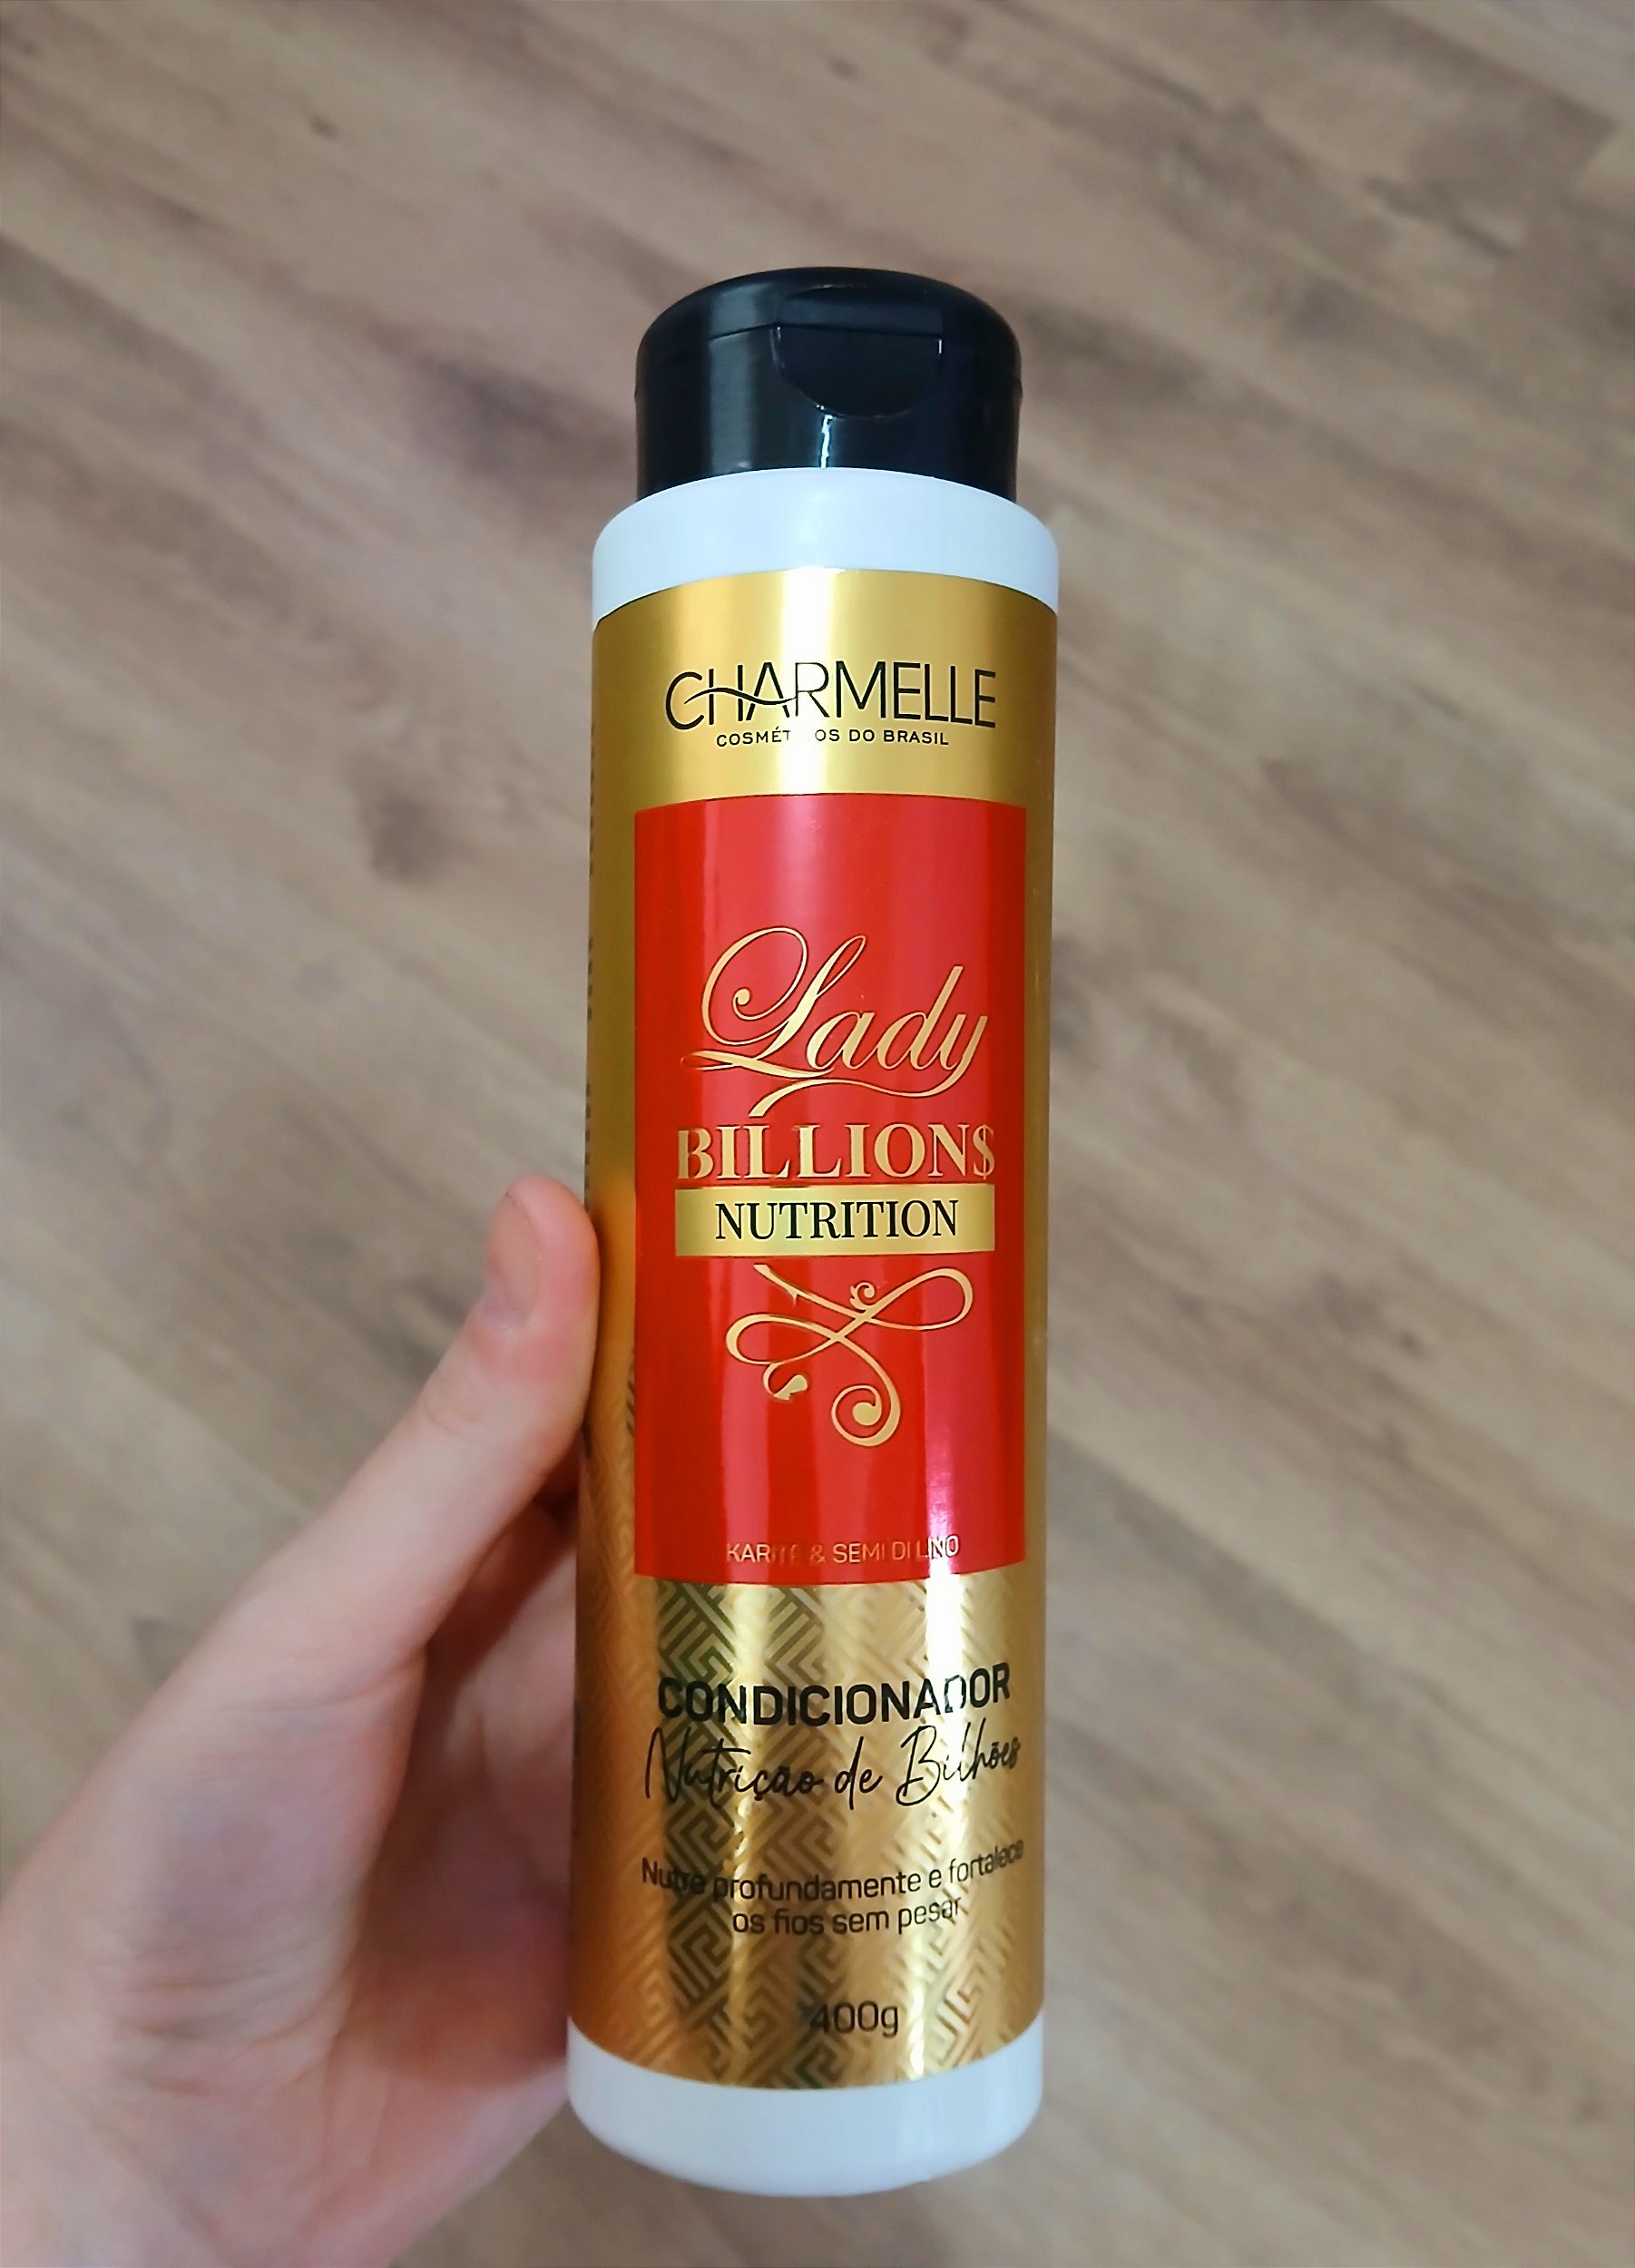 CHARMELLE
COSMÉTICOS DO BRASIL
Lady
BILLION$
NUTRITION
KARITÉ & SEMI DI LINO
CONDICIONADOR
Nutrição de Bilhões
Nutre profundamente e fortalece
os fios sem pesar
400g